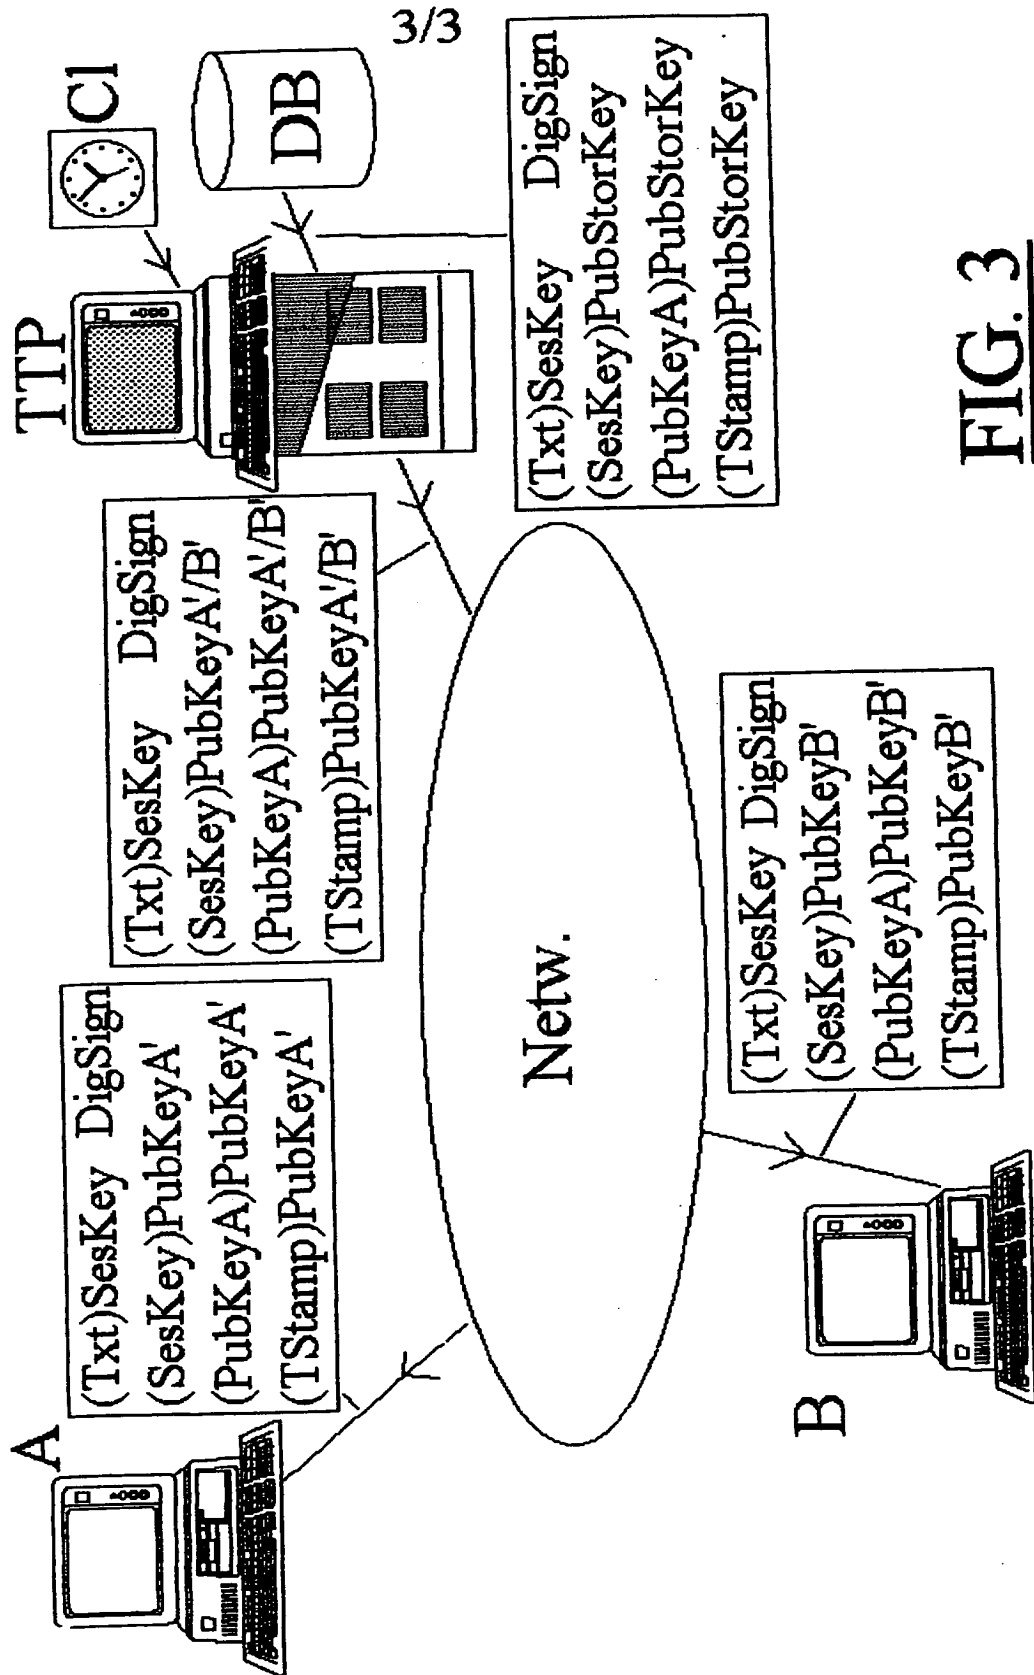 3/3
A
(Txt)SesKey DigSign
(SesKey)PubKeyA'
(PubKeyA)PubKeyA'
(TStamp)PubKeyA'
(Txt)SesKey DigSign
(SesKey)PubKeyA'/B'
(PubKeyA)PubKeyA'/B'
(TStamp)PubKeyA'/B'
TTP
Cl
DB
(Txt)SesKey DigSign
(SesKey)PubStorKey
(PubKeyA)PubStorKey
(TStamp)PubStorKey
Netw.
B
(Txt)SesKey DigSign
(SesKey)PubKeyB'
(PubKeyA)PubKeyB'
(TStamp)PubKeyB'
FIG. 3